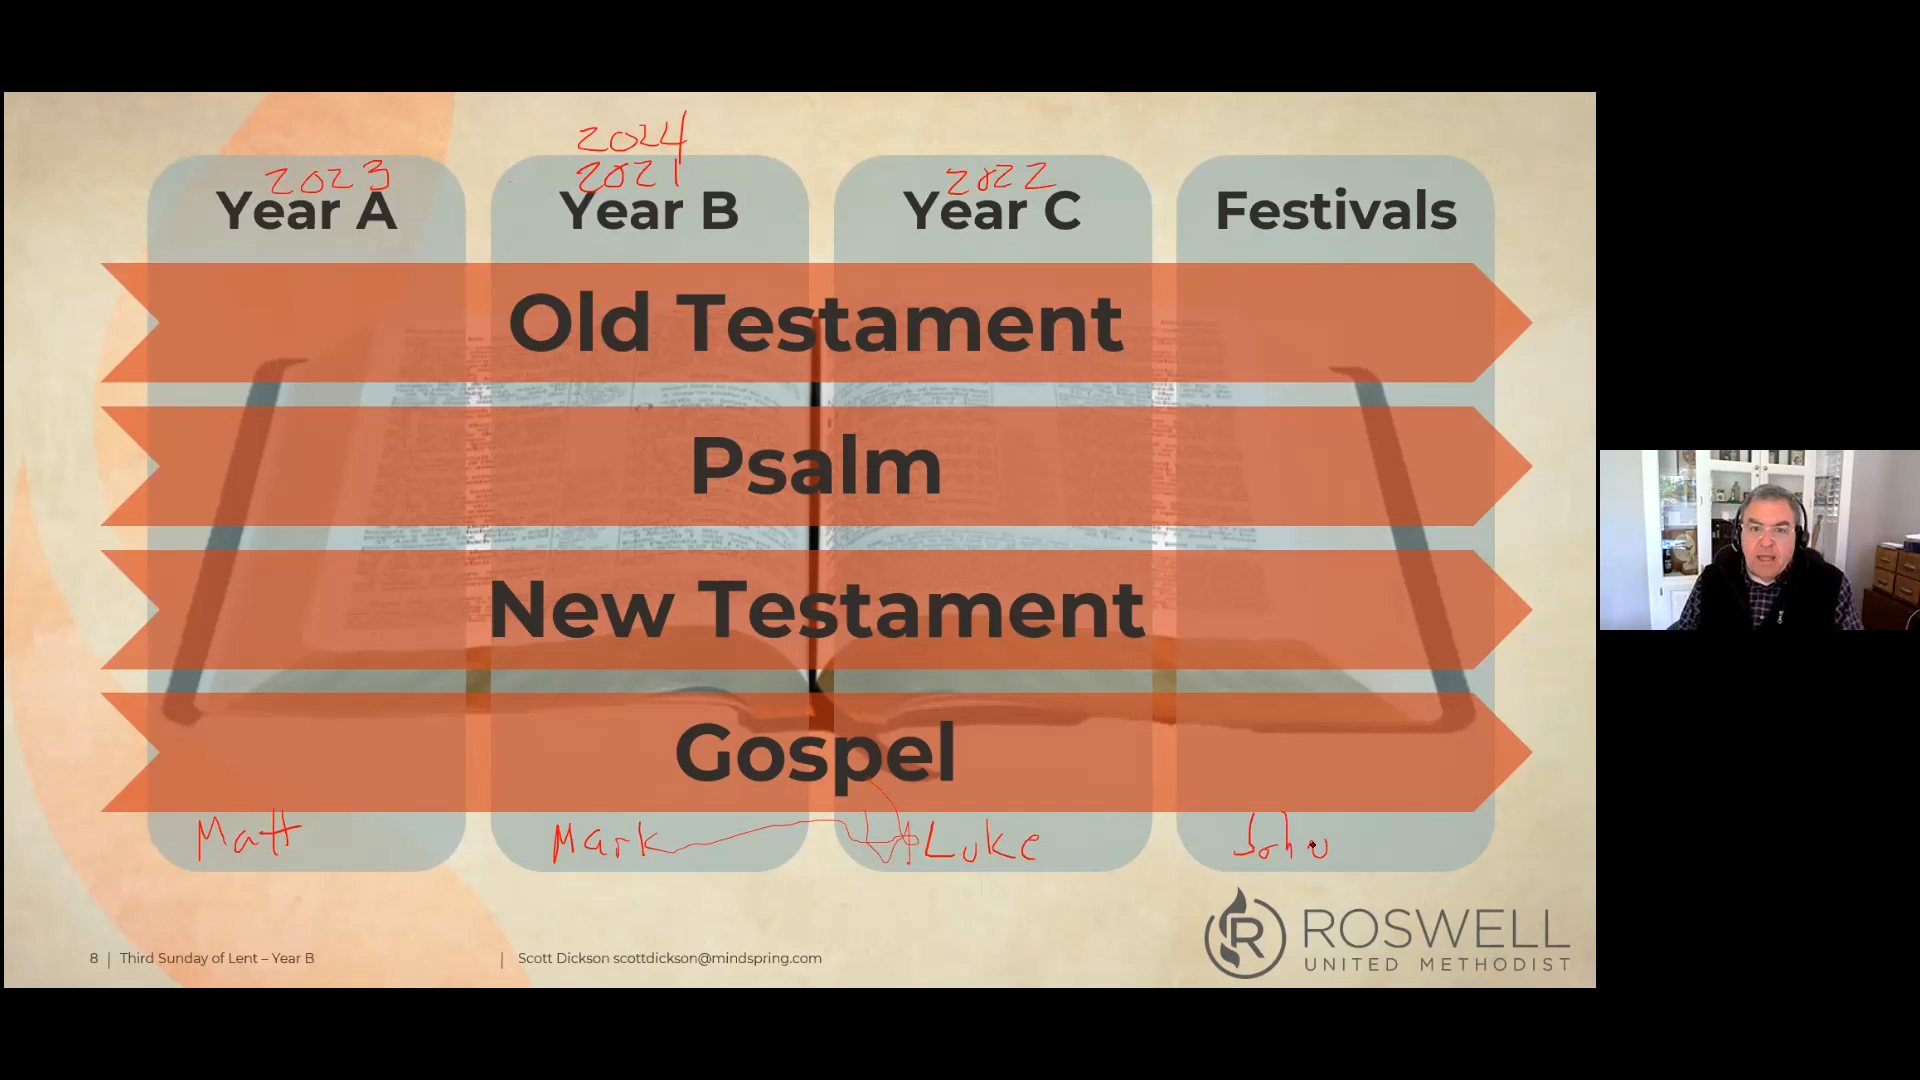 2024
2023 2021 2022
Year A Year B Year C Festivals
Old Testament
Psalm
New Testament
Gospel
Matt Mark Luke John
8 | Third Sunday of Lent – Year B | Scott Dickson scottdickson@mindspring.com
R ROSWELL
UNITED METHODIST